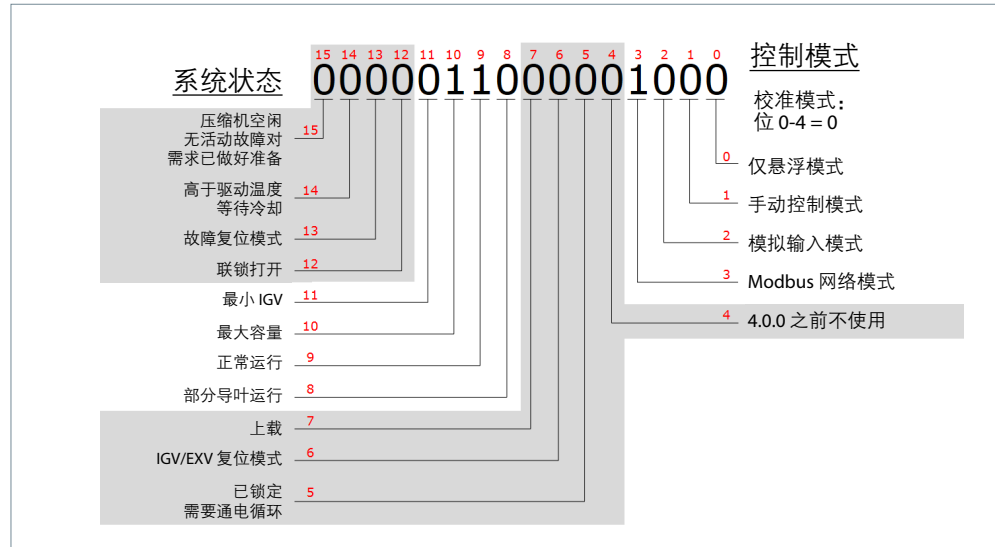 15 14 13 12 11 10 9 8 7 6 5 4 3 2 1 0
0000011000001000
系统状态
压缩机空闲
无活动故障对
需求已做好准备
15
高于驱动温度
等待冷却
14
故障复位模式
13
联锁打开
12
最小 IGV
11
最大容量
10
正常运行
9
部分导叶运行
8
上载
7
IGV/EXV 复位模式
6
已锁定
需要通电循环
5
控制模式
校准模式：
位 0-4 = 0
0
仅悬浮模式
1
手动控制模式
2
模拟输入模式
3
Modbus 网络模式
4
4.0.0 之前不使用